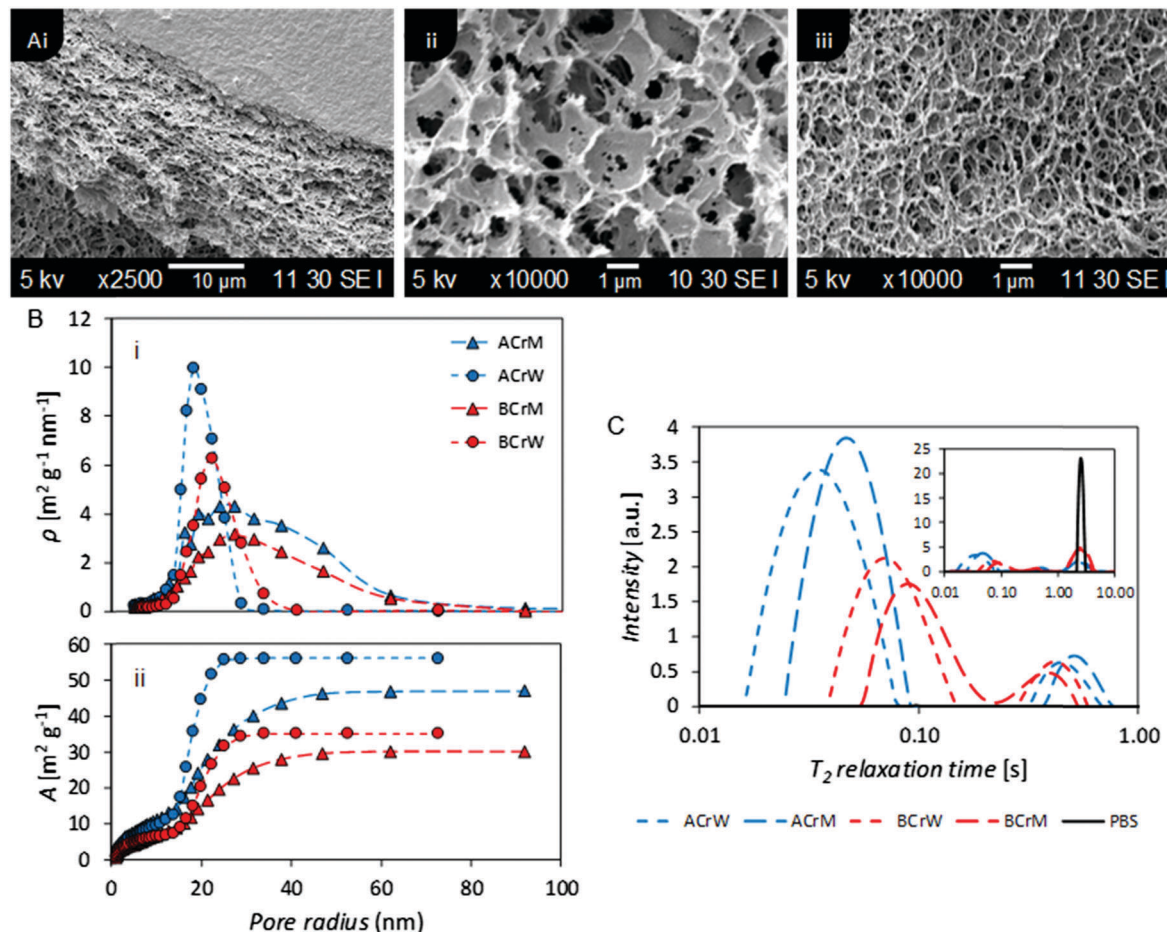 Ai
5 kv x2500 10 µm 11 30 SE I
ii
5 kv x10000 1 µm 10 30 SE I
iii
5 kv x10000 1 µm 11 30 SE I
B
i
12
10
8
6
4
2
0
ρ [m² g⁻¹ nm⁻¹]
ACrM
ACrW
BCrM
BCrW
ii
60
50
40
30
20
10
0
A [m² g⁻¹]
0 20 40 60 80 100
Pore radius (nm)
C
4
3.5
3
2.5
2
1.5
1
0.5
0
Intensity [a.u.]
25
20
15
10
5
0
0.01 0.10 1.00 10.00
0.01 0.10 1.00
T₂ relaxation time [s]
ACrW ACrM BCrW BCrM PBS